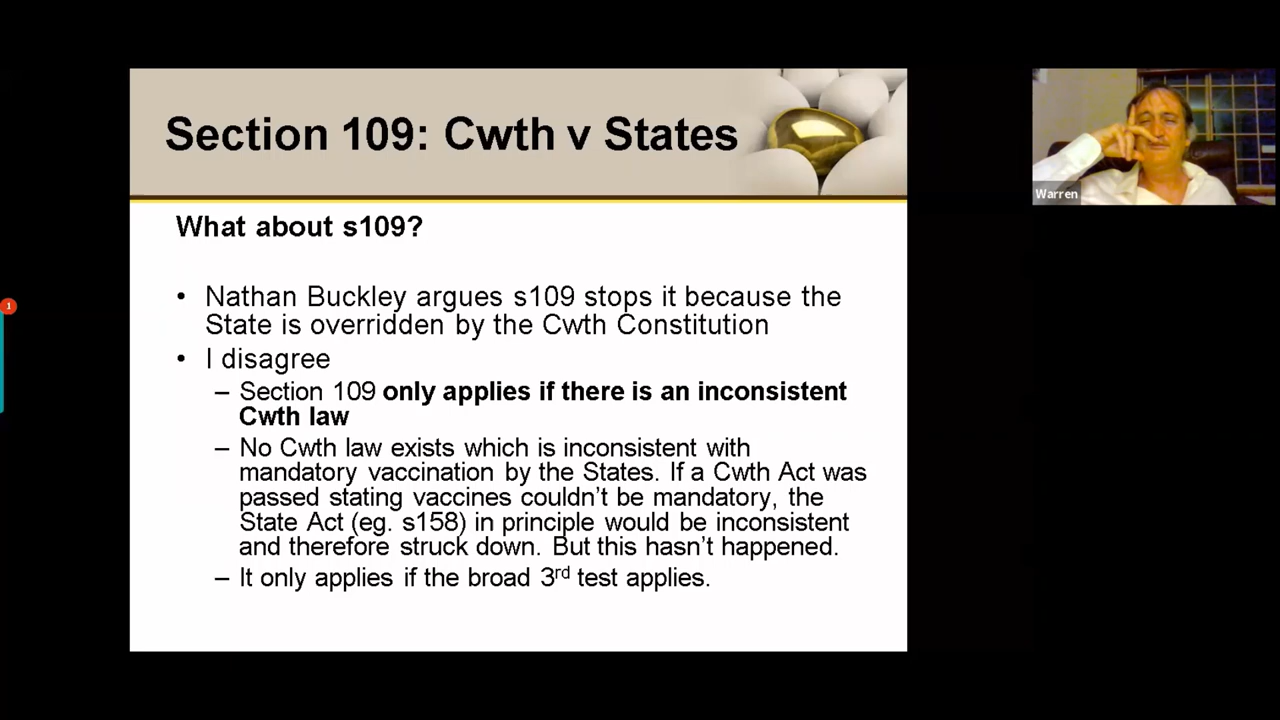 Section 109: Cwth v States
What about s109?
• Nathan Buckley argues s109 stops it because the
State is overridden by the Cwth Constitution
• I disagree
– Section 109 only applies if there is an inconsistent
Cwth law
– No Cwth law exists which is inconsistent with
mandatory vaccination by the States. If a Cwth Act was
passed stating vaccines couldn’t be mandatory, the
State Act (eg. s158) in principle would be inconsistent
and therefore struck down. But this hasn’t happened.
– It only applies if the broad 3rd test applies.
Warren
1